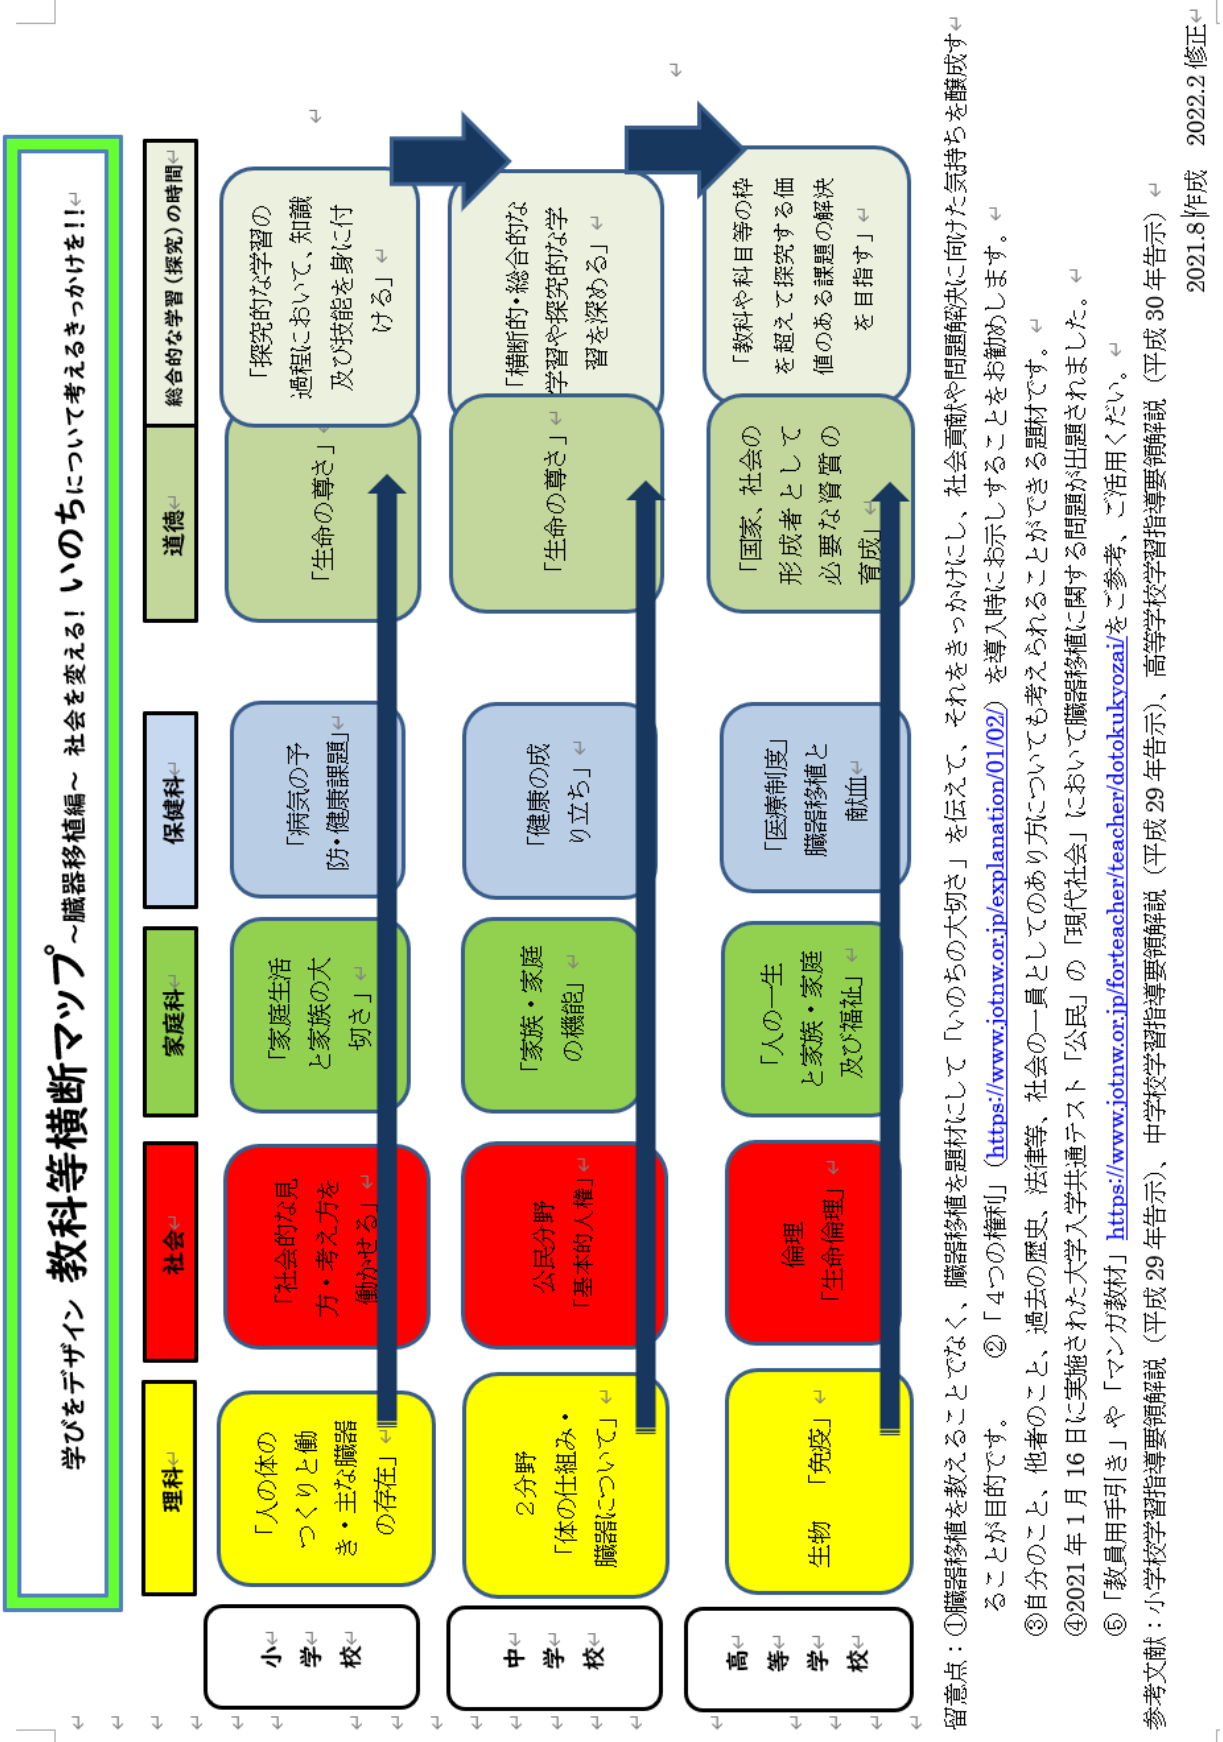 学びをデザイン 教科等横断マップ ~臓器移植編~ 社会を変える! いのちについて考えるきっかけを!!
理科
社会
家庭科
保健科
道徳
総合的な学習(探究)の時間
小
学
校
「人の体の
つくりと働
き・主な臓器
の存在」
「社会的な見
方・考え方を
働かせる」
「家庭生活
と家族の大
切さ」
「病気の予
防・健康課題」
「生命の尊さ」
「探究的な学習の
過程において、知識
及び技能を身に付
ける」
中
学
校
2分野
「体の仕組み・
臓器について」
公民分野
「基本的人権」
「家族・家庭
の機能」
「健康の成
り立ち」
「生命の尊さ」
「横断的・総合的な
学習や探究的な学
習を深める」
高
等
学
校
生物 「免疫」
倫理
「生命倫理」
「人の一生
と家族・家庭
及び福祉」
「医療制度」
臓器移植と
献血
「国家、社会の
形成者として
必要な資質の
育成」
「教科や科目等の枠
を超えて探究する価
値のある課題の解決
を目指す」
留意点：①臓器移植を教えることでなく、臓器移植を題材にして「いのちの大切さ」を伝えて、それをきっかけにし、社会貢献や問題解決に向けた気持ちを醸成す
ることが目的です。 ②「4つの権利」（https://www.jotnw.or.jp/explanation/01/02/）を導入時にお示しすることをお勧めします。
③自分のこと、他者のこと、過去の歴史、法律等、社会の一員としてのあり方についても考えられることができる題材です。
④2021年1月16日に実施された大学入学共通テスト「公民」の「現代社会」において臓器移植に関する問題が出題されました。
⑤「教員用手引き」や「マンガ教材」https://www.jotnw.or.jp/forteacher/teacher/dotokukyozai/をご参考、ご活用くだい。
参考文献：小学校学習指導要領解説（平成29年告示）、中学校学習指導要領解説（平成29年告示）、高等学校学習指導要領解説（平成30年告示）
2021.8作成 2022.2修正